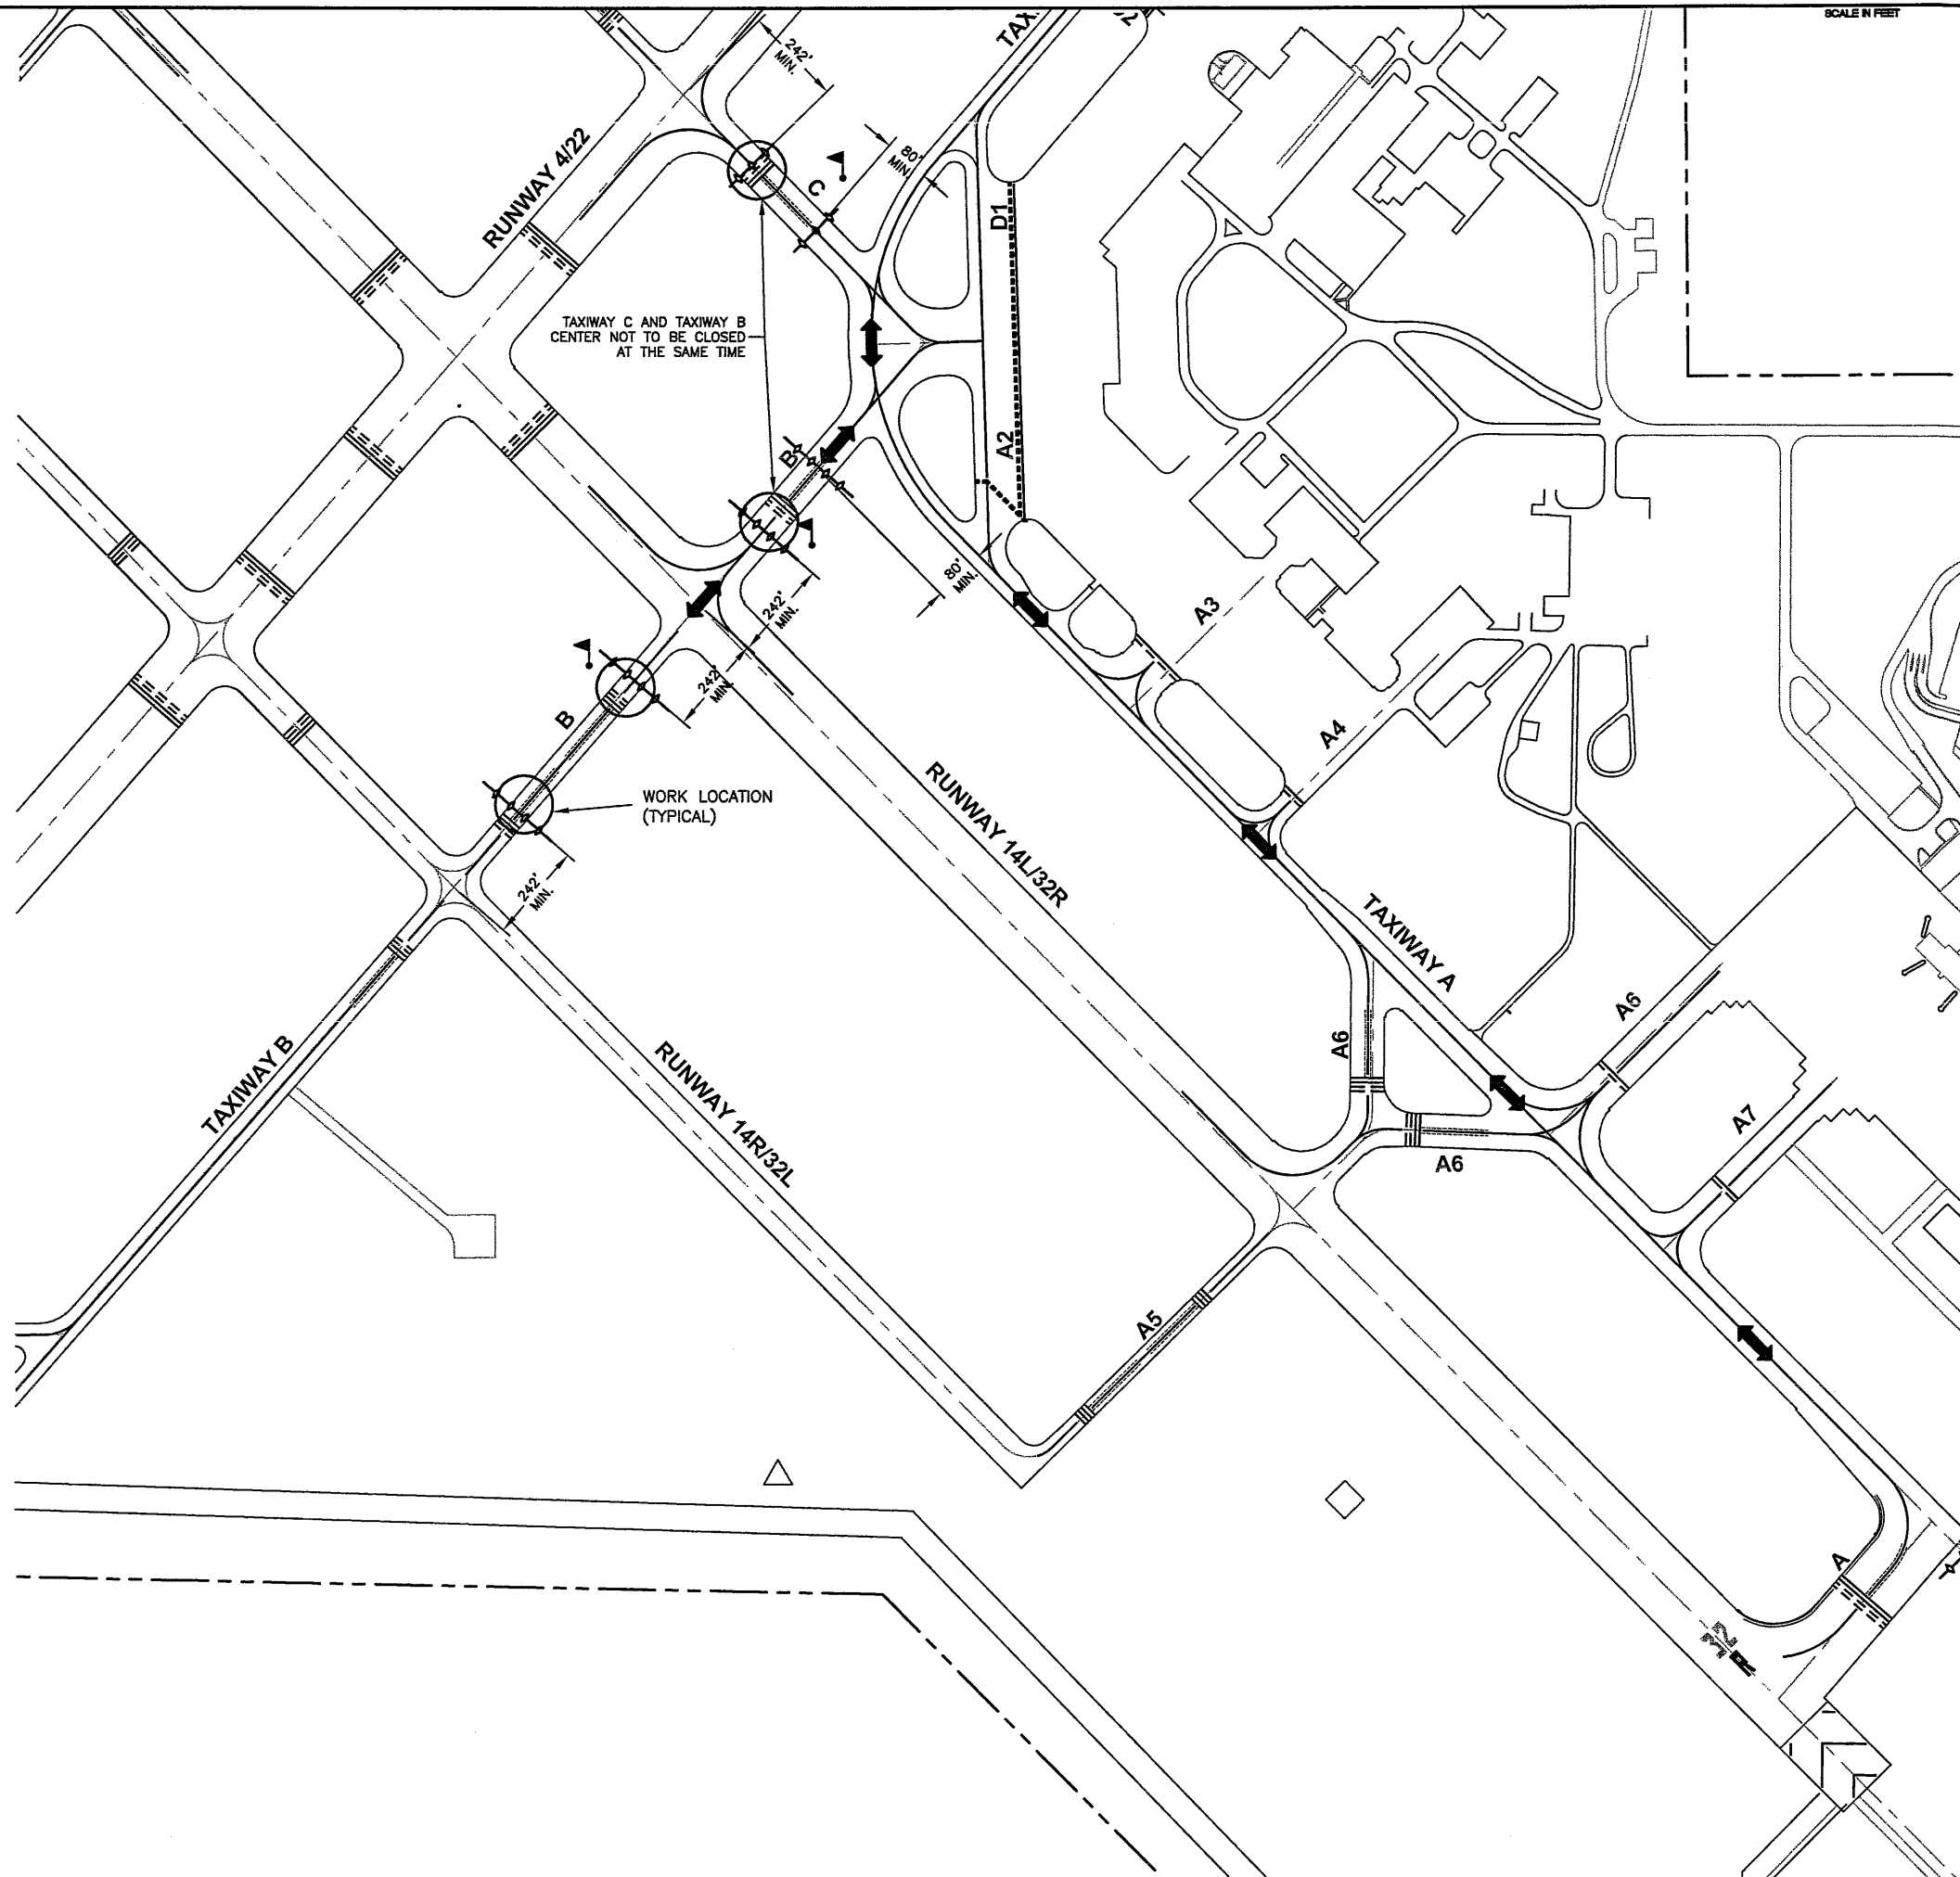 SCALE IN FEET
242'
MIN.
TAX
RUNWAY 4/22
80'
MIN.
C
D1
TAXIWAY C AND TAXIWAY B
CENTER NOT TO BE CLOSED
AT THE SAME TIME
B
A2
80'
MIN.
242'
MIN.
242'
MIN.
A3
B
A4
WORK LOCATION
(TYPICAL)
242'
MIN.
RUNWAY 14L/32R
TAXIWAY A
A6
A6
TAXIWAY B
RUNWAY 14R/32L
A6
A7
A5
A
32
R